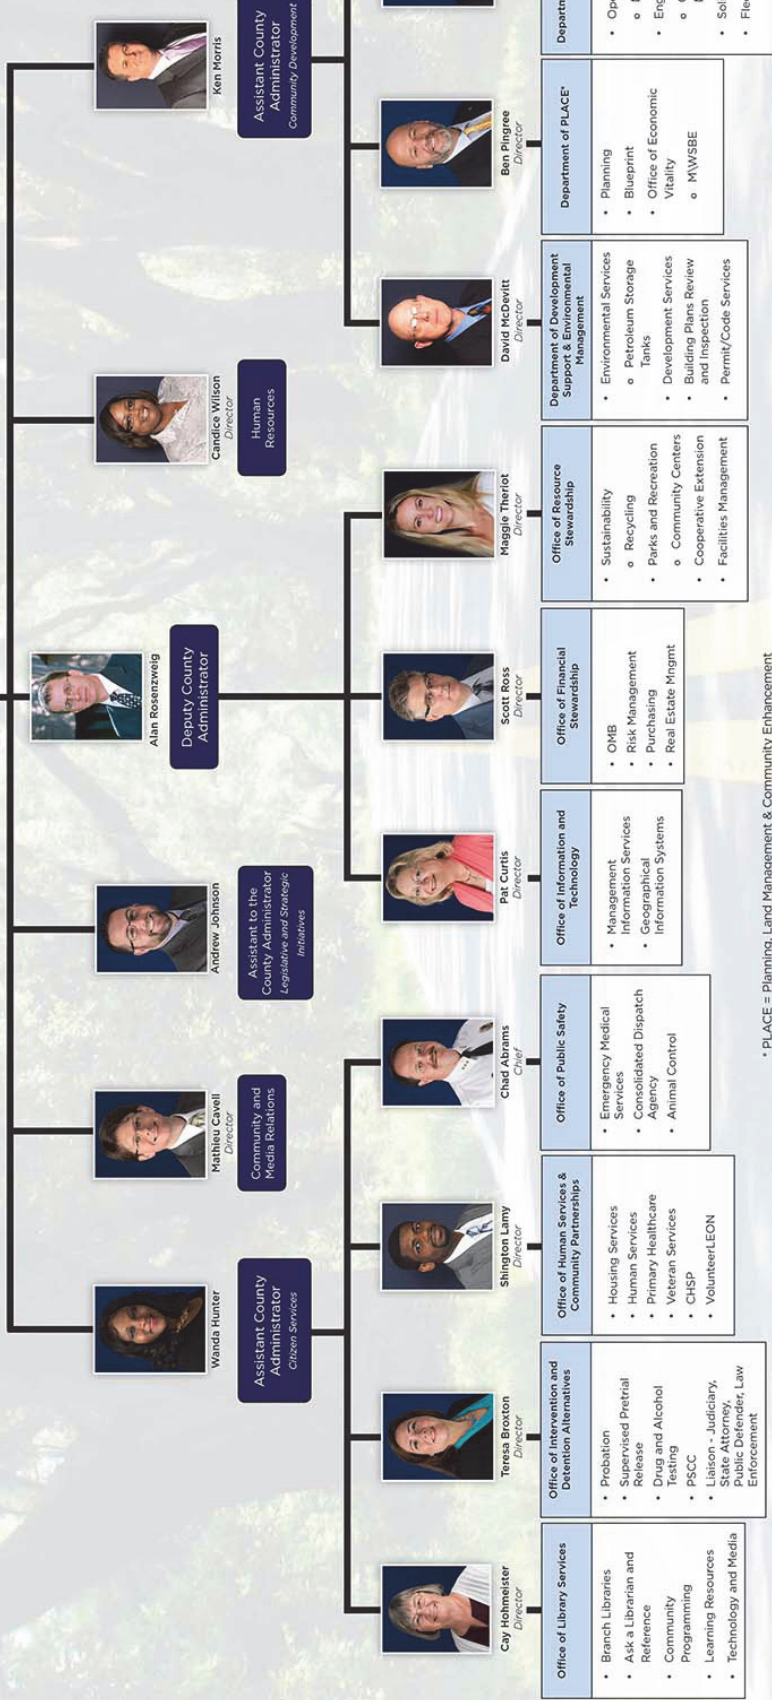 Alan Rosenzweig
Deputy County
Administrator
Wanda Hunter
Assistant County
Administrator
Citizen Services
Mathieu Cavell
Director
Community and
Media Relations
Andrew Johnson
Assistant to the
County Administrator
Legislative and Strategic
Initiatives
Candice Wilson
Director
Human
Resources
Ken Morris
Assistant County
Administrator
Community Development
Cay Hohmeister
Director
Office of Library Services
• Branch Libraries
• Ask a Librarian and
Reference
• Community
Programming
• Learning Resources
• Technology and Media
Teresa Broxton
Director
Office of Intervention and
Detention Alternatives
• Probation
• Supervised Pretrial
Release
• Drug and Alcohol
Testing
• PSCC
• Liaison - Judiciary,
State Attorney,
Public Defender, Law
Enforcement
Shington Lamy
Director
Office of Human Services &
Community Partnerships
• Housing Services
• Human Services
• Primary Healthcare
• Veteran Services
• CHSP
• VolunteerLEON
Chad Abrams
Chief
Office of Public Safety
• Emergency Medical
Services
• Consolidated Dispatch
Agency
• Animal Control
Pat Curtis
Director
Office of Information and
Technology
• Management
Information Services
• Geographical
Information Systems
Scott Ross
Director
Office of Financial
Stewardship
• OMB
• Risk Management
• Purchasing
• Real Estate Mngmt
Maggie Theriot
Director
Office of Resource
Stewardship
• Sustainability
o Recycling
• Parks and Recreation
o Community Centers
• Cooperative Extension
• Facilities Management
David McDevitt
Director
Department of Development
Support & Environmental
Management
• Environmental Services
o Petroleum Storage
Tanks
• Development Services
• Building Plans Review
and Inspection
• Permit/Code Services
Ben Pingree
Director
Department of PLACE*
• Planning
• Blueprint
• Office of Economic
Vitality
o M\WSBE
Departm
• Ope
• Eng
• Sol
• Flee
* PLACE = Planning, Land Management & Community Enhancement